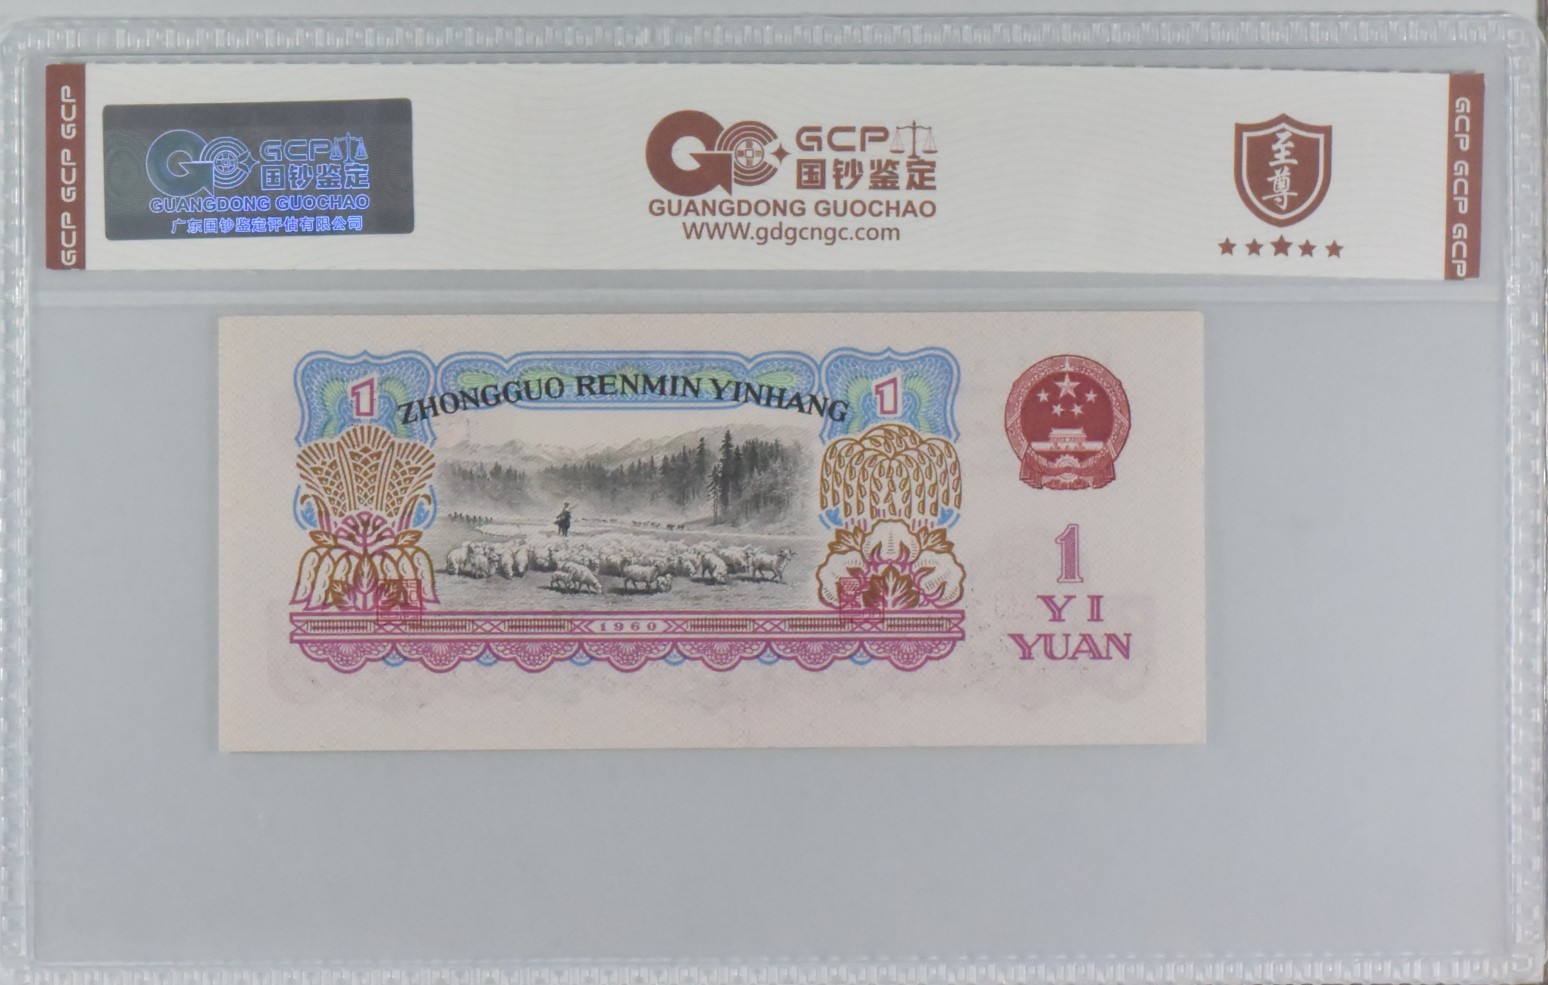 GCP GCP GCP
GCP
国钞鉴定
GUANGDONG GUOCHAO
广东国钞鉴定评估有限公司
GCP
国钞鉴定
GUANGDONG GUOCHAO
WWW.gdgcngc.com
至尊
GCP GCP GCP
1
ZHONGGUO RENMIN YINHANG
1
1960
1
YI
YUAN